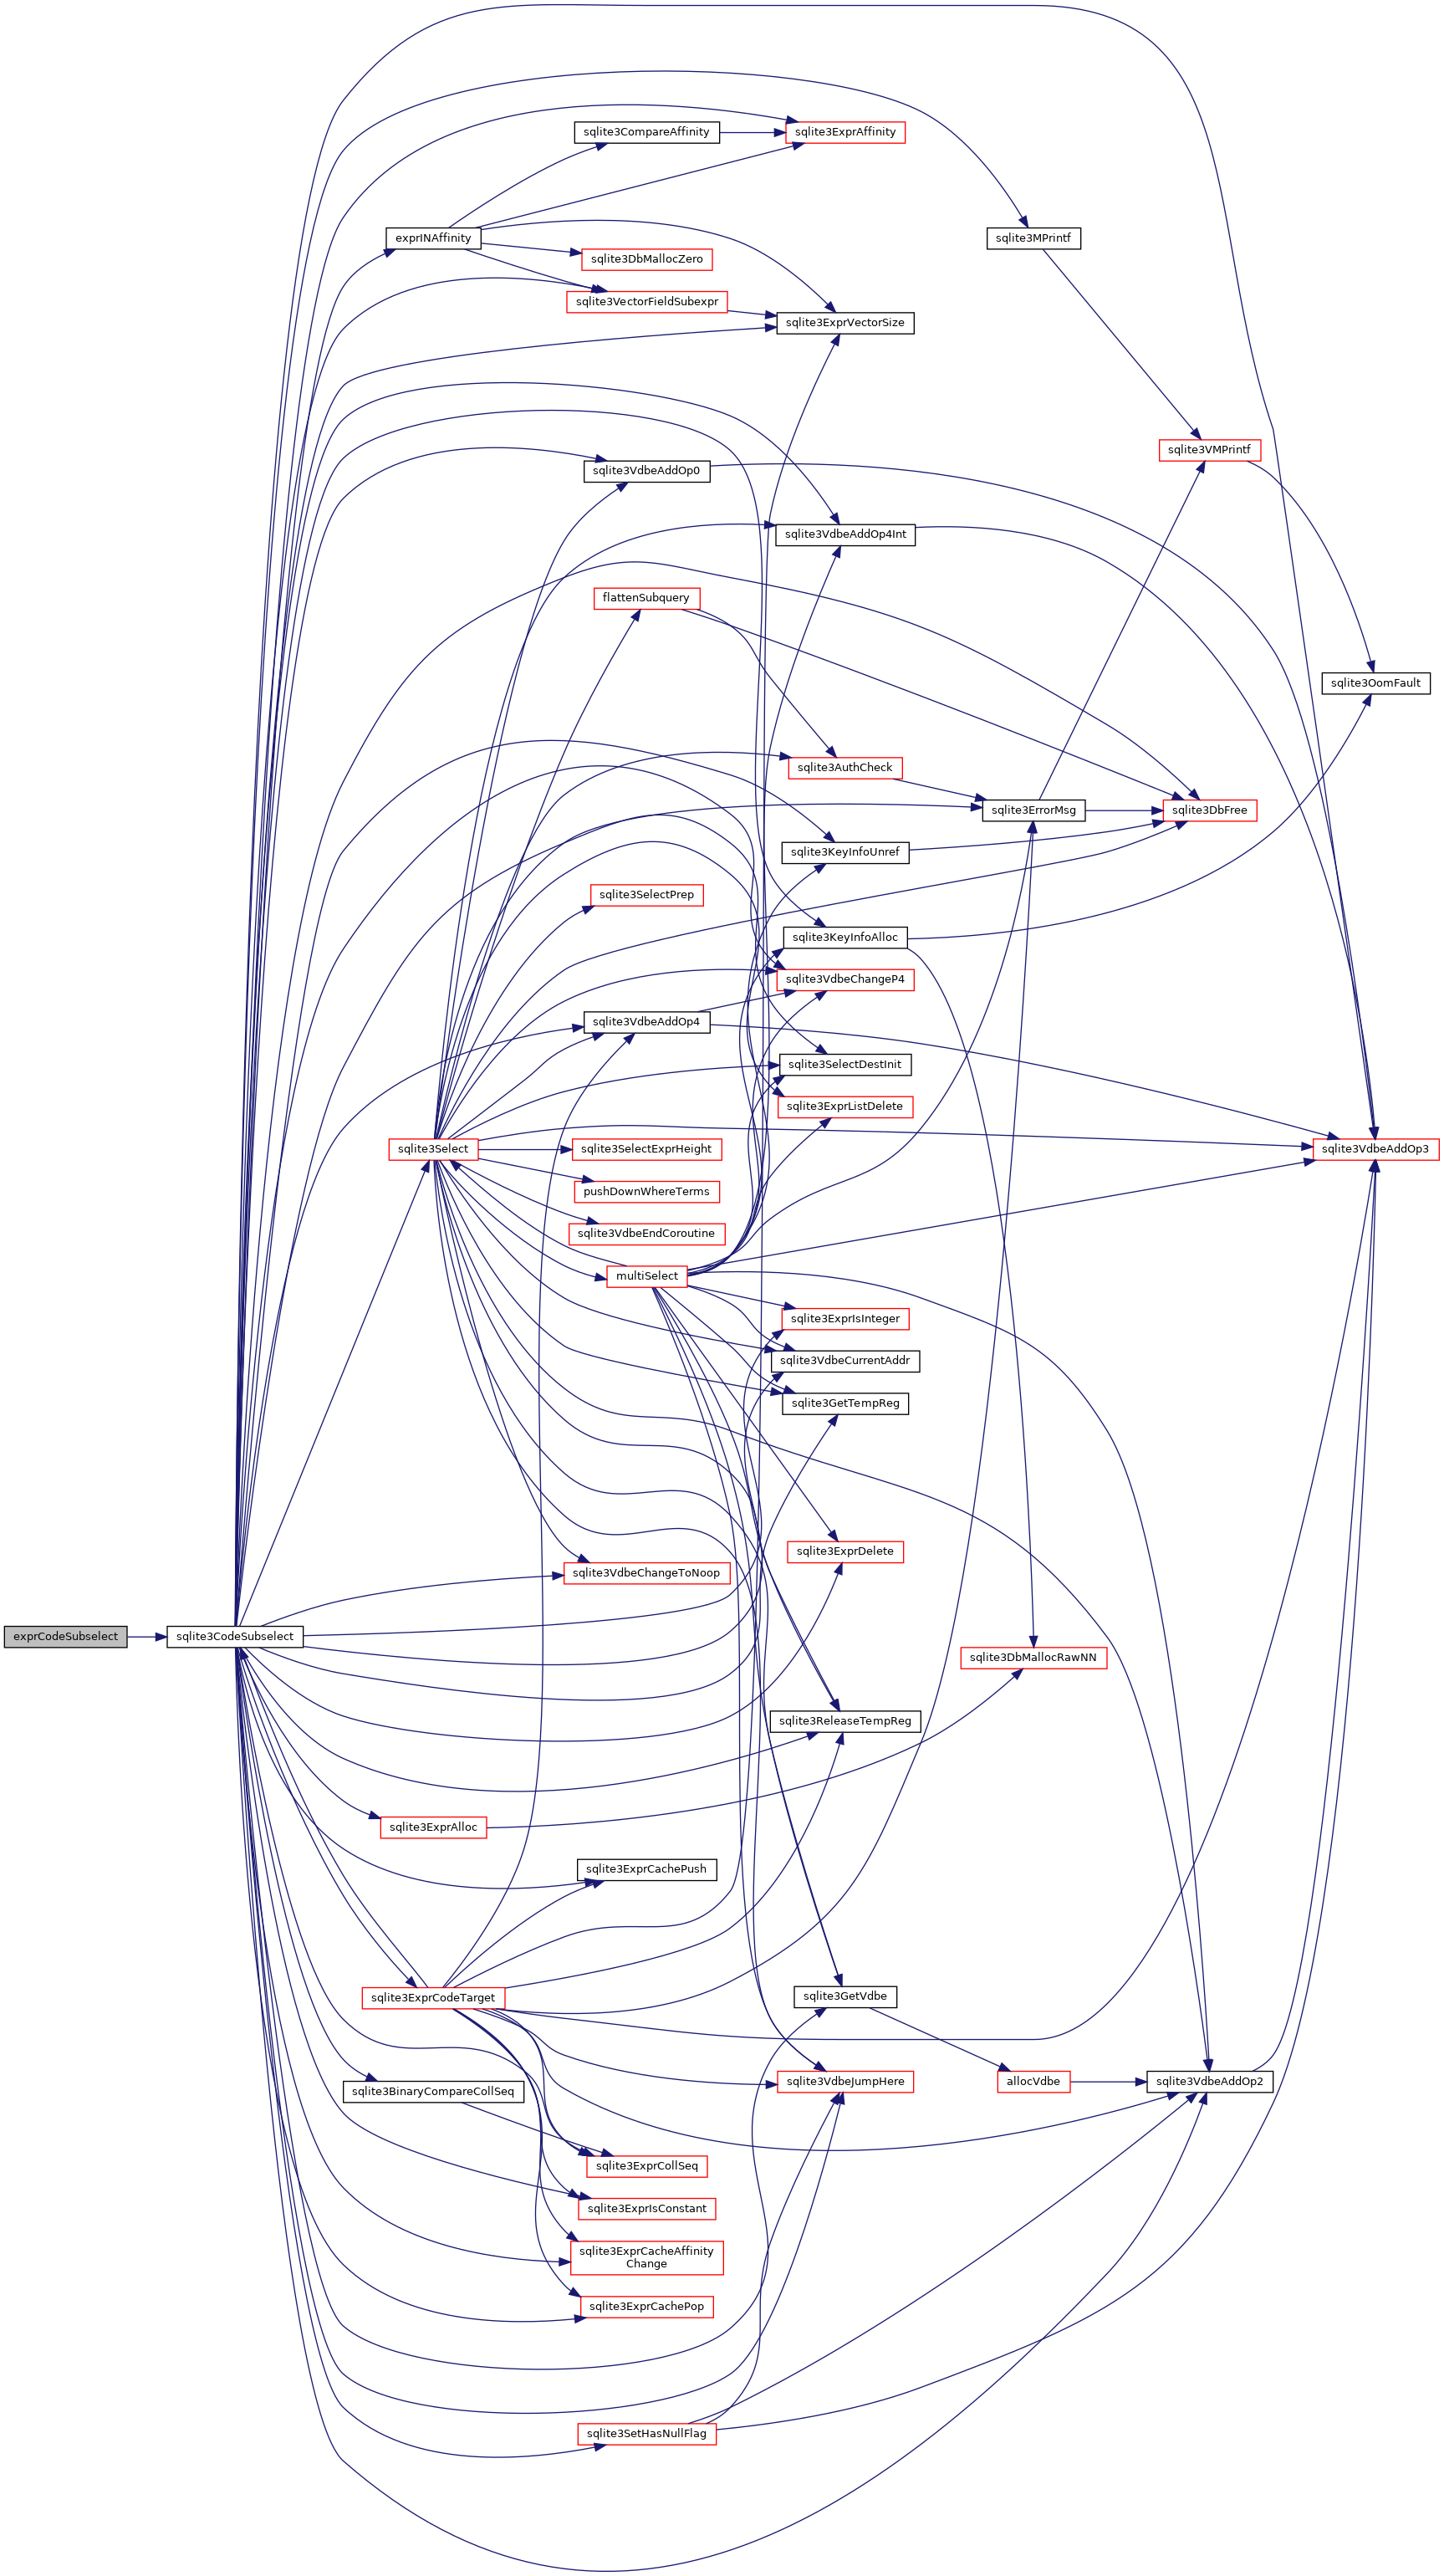 sqlite3CompareAffinity
sqlite3ExprAffinity
exprINAffinity
sqlite3MPrintf
sqlite3DbMallocZero
sqlite3VectorFieldSubexpr
sqlite3ExprVectorSize
sqlite3VMPrintf
sqlite3VdbeAddOp0
sqlite3VdbeAddOp4Int
flattenSubquery
sqlite3OomFault
sqlite3AuthCheck
sqlite3ErrorMsg
sqlite3DbFree
sqlite3KeyInfoUnref
sqlite3SelectPrep
sqlite3KeyInfoAlloc
sqlite3VdbeChangeP4
sqlite3VdbeAddOp4
sqlite3SelectDestInit
sqlite3ExprListDelete
sqlite3Select
sqlite3SelectExprHeight
sqlite3VdbeAddOp3
pushDownWhereTerms
sqlite3VdbeEndCoroutine
multiSelect
sqlite3ExprIsInteger
sqlite3VdbeCurrentAddr
sqlite3GetTempReg
sqlite3ExprDelete
sqlite3VdbeChangeToNoop
exprCodeSubselect
sqlite3CodeSubselect
sqlite3DbMallocRawNN
sqlite3ReleaseTempReg
sqlite3ExprAlloc
sqlite3ExprCachePush
sqlite3ExprCodeTarget
sqlite3GetVdbe
sqlite3VdbeJumpHere
allocVdbe
sqlite3VdbeAddOp2
sqlite3BinaryCompareCollSeq
sqlite3ExprCollSeq
sqlite3ExprIsConstant
sqlite3ExprCacheAffinity
Change
sqlite3ExprCachePop
sqlite3SetHasNullFlag